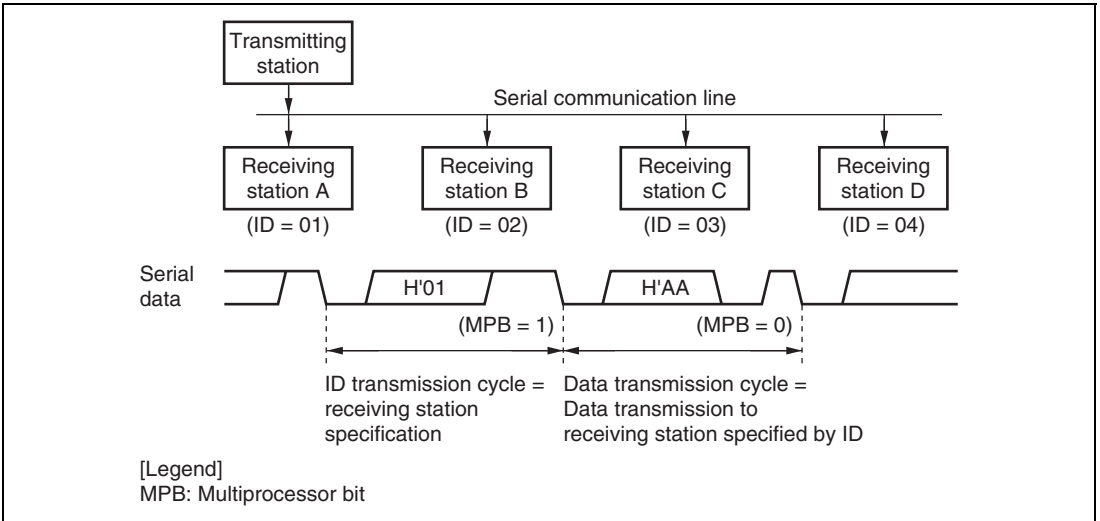 Transmitting
station
Serial communication line
Receiving
station A
Receiving
station B
Receiving
station C
Receiving
station D
(ID = 01)
(ID = 02)
(ID = 03)
(ID = 04)
Serial
data
H'01
H'AA
(MPB = 1)
(MPB = 0)
ID transmission cycle =
receiving station
specification
Data transmission cycle =
Data transmission to
receiving station specified by ID
[Legend]
MPB: Multiprocessor bit